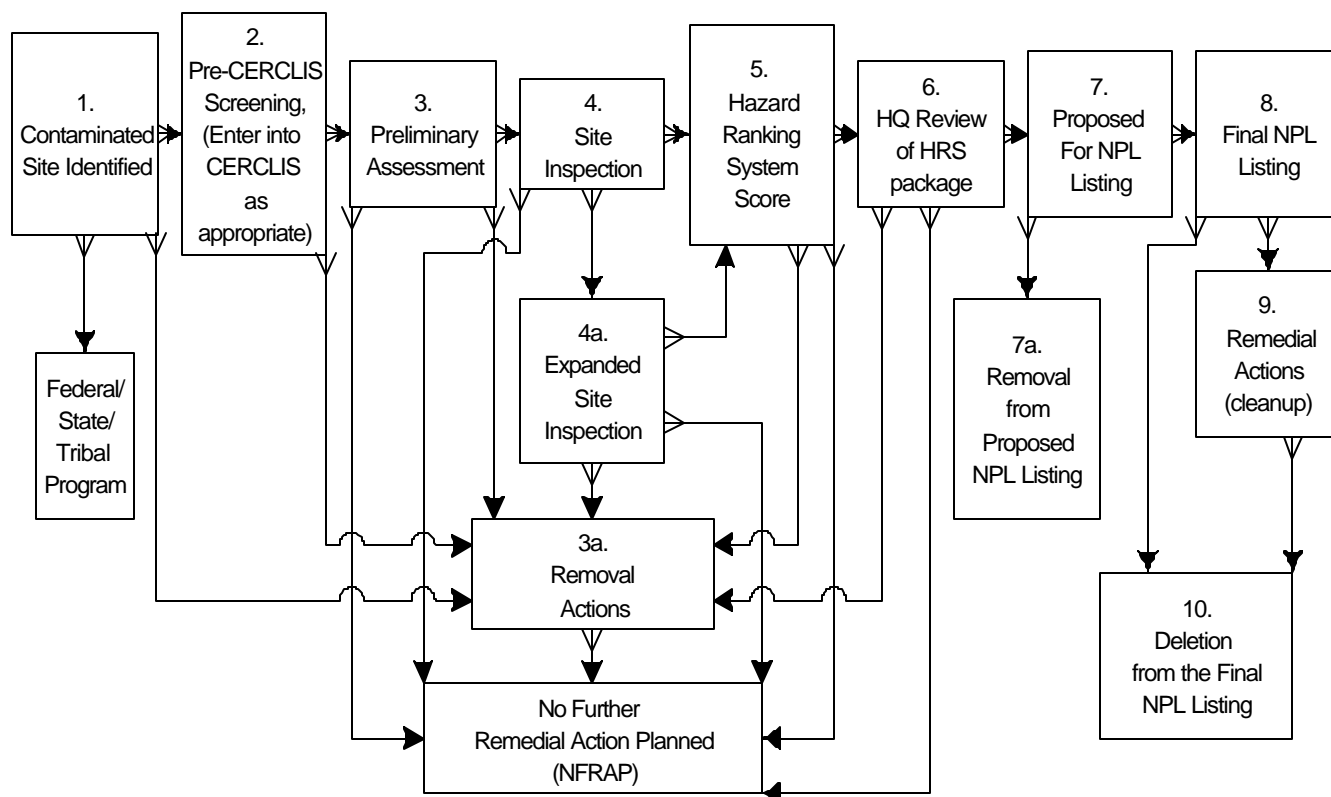 1.
Contaminated
Site Identified
2.
Pre-CERCLIS
Screening,
(Enter into
CERCLIS
as
appropriate)
3.
Preliminary
Assessment
4.
Site
Inspection
5.
Hazard
Ranking
System
Score
6.
HQ Review
of HRS
package
7.
Proposed
For NPL
Listing
8.
Final NPL
Listing
Federal/
State/
Tribal
Program
4a.
Expanded
Site
Inspection
7a.
Removal
from
Proposed
NPL Listing
9.
Remedial
Actions
(cleanup)
3a.
Removal
Actions
10.
Deletion
from the Final
NPL Listing
No Further
Remedial Action Planned
(NFRAP)